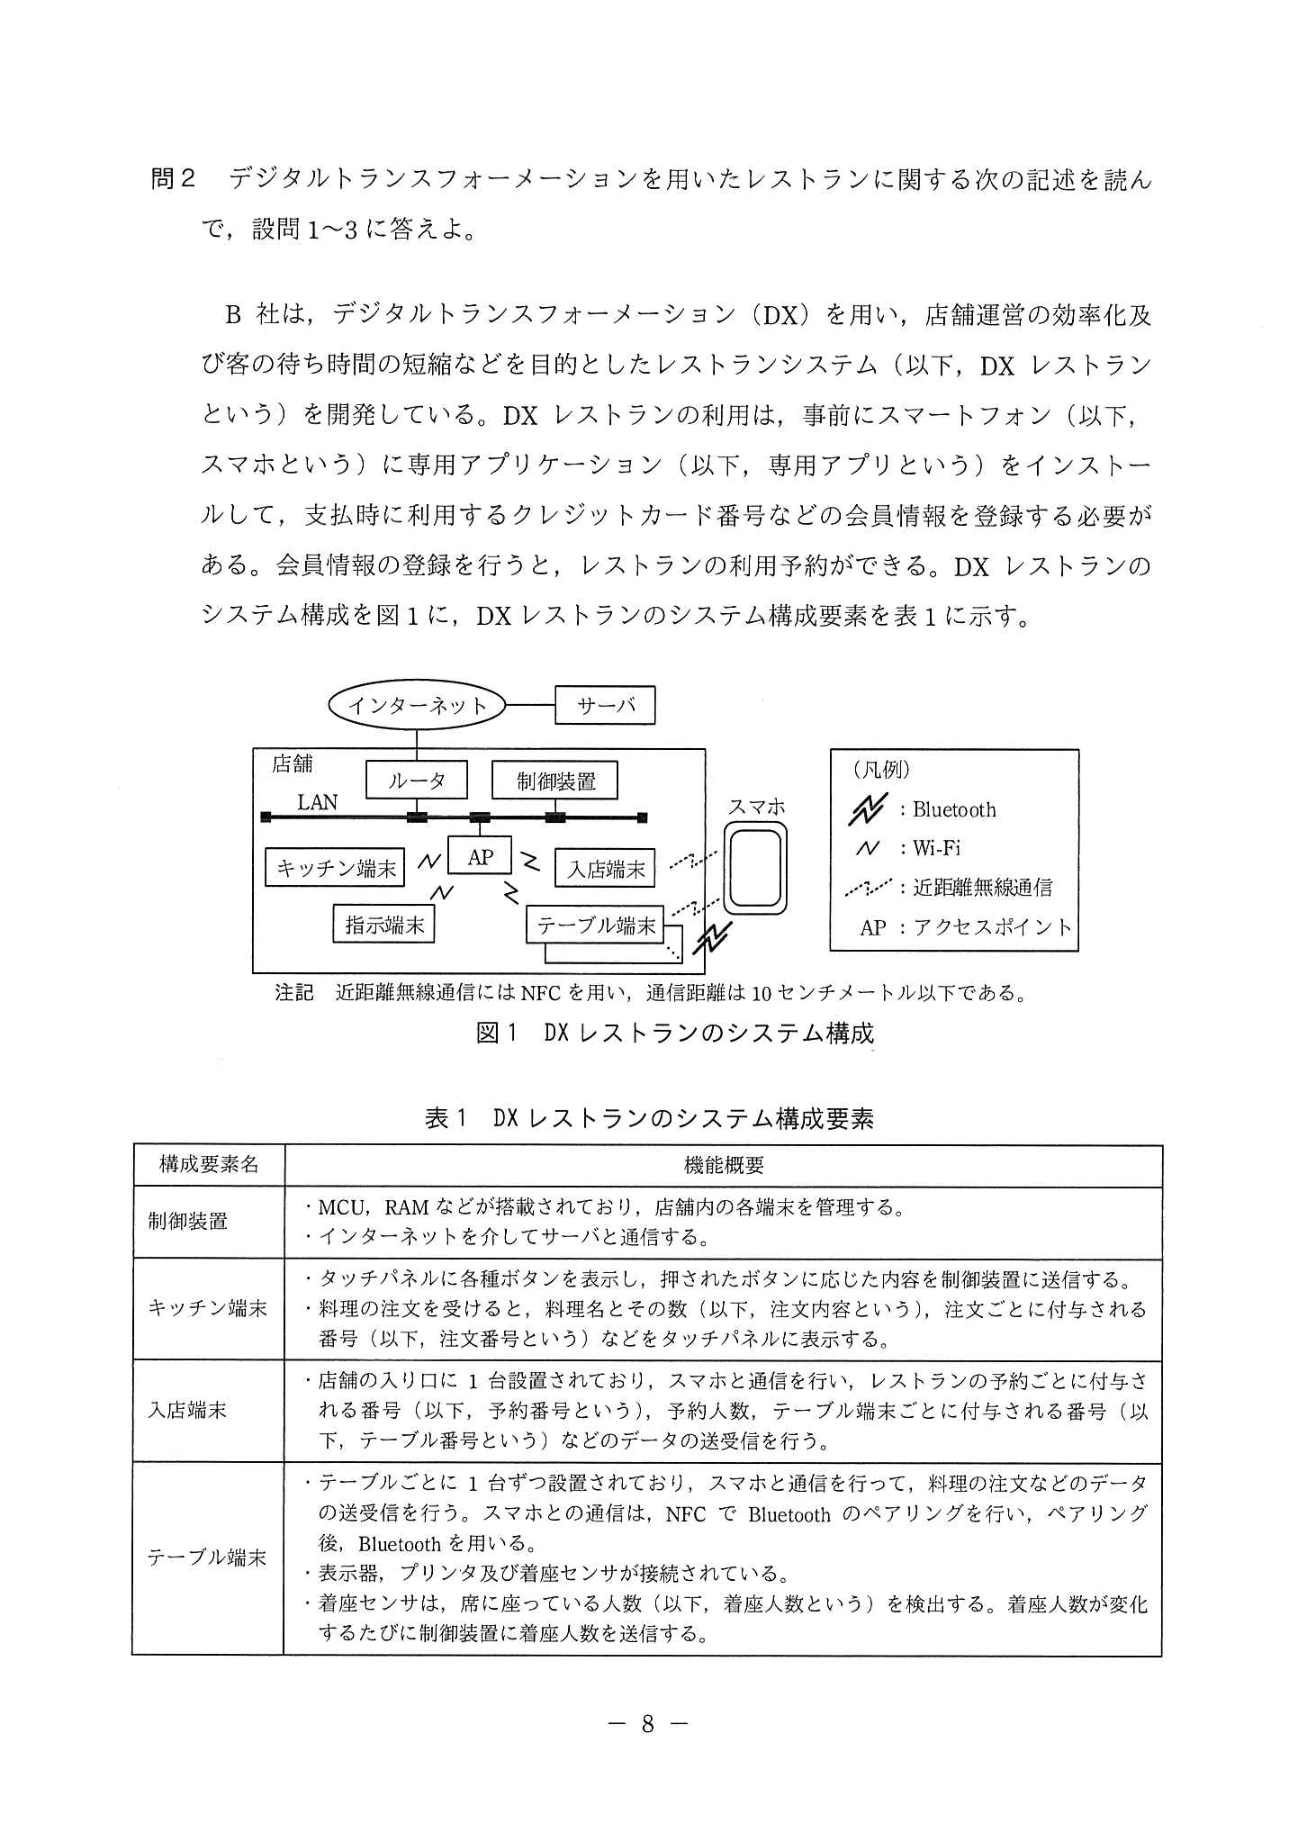 問2 デジタルトランスフォーメーションを用いたレストランに関する次の記述を読ん
で，設問1〜3に答えよ。
B 社は，デジタルトランスフォーメーション（DX）を用い，店舗運営の効率化及
び客の待ち時間の短縮などを目的としたレストランシステム（以下，DX レストラン
という）を開発している。DX レストランの利用は，事前にスマートフォン（以下，
スマホという）に専用アプリケーション（以下，専用アプリという）をインストー
ルして，支払時に利用するクレジットカード番号などの会員情報を登録する必要が
ある。会員情報の登録を行うと，レストランの利用予約ができる。DX レストランの
システム構成を図1に，DXレストランのシステム構成要素を表1に示す。
インターネット
サーバ
店舗
ルータ
制御装置
LAN
スマホ
キッチン端末
AP
入店端末
指示端末
テーブル端末
（凡例）
：Bluetooth
：Wi-Fi
：近距離無線通信
AP ：アクセスポイント
注記 近距離無線通信にはNFCを用い，通信距離は10センチメートル以下である。
図1 DXレストランのシステム構成
表1 DXレストランのシステム構成要素
構成要素名 機能概要
制御装置
・MCU，RAMなどが搭載されており，店舗内の各端末を管理する。
・インターネットを介してサーバと通信する。
キッチン端末
・タッチパネルに各種ボタンを表示し，押されたボタンに応じた内容を制御装置に送信する。
・料理の注文を受けると，料理名とその数（以下，注文内容という），注文ごとに付与される
番号（以下，注文番号という）などをタッチパネルに表示する。
入店端末
・店舗の入り口に1台設置されており，スマホと通信を行い，レストランの予約ごとに付与さ
れる番号（以下，予約番号という），予約人数，テーブル端末ごとに付与される番号（以
下，テーブル番号という）などのデータの送受信を行う。
テーブル端末
・テーブルごとに1台ずつ設置されており，スマホと通信を行って，料理の注文などのデータ
の送受信を行う。スマホとの通信は，NFC で Bluetooth のペアリングを行い，ペアリング
後，Bluetoothを用いる。
・表示器，プリンタ及び着座センサが接続されている。
・着座センサは，席に座っている人数（以下，着座人数という）を検出する。着座人数が変化
するたびに制御装置に着座人数を送信する。
－ 8 －